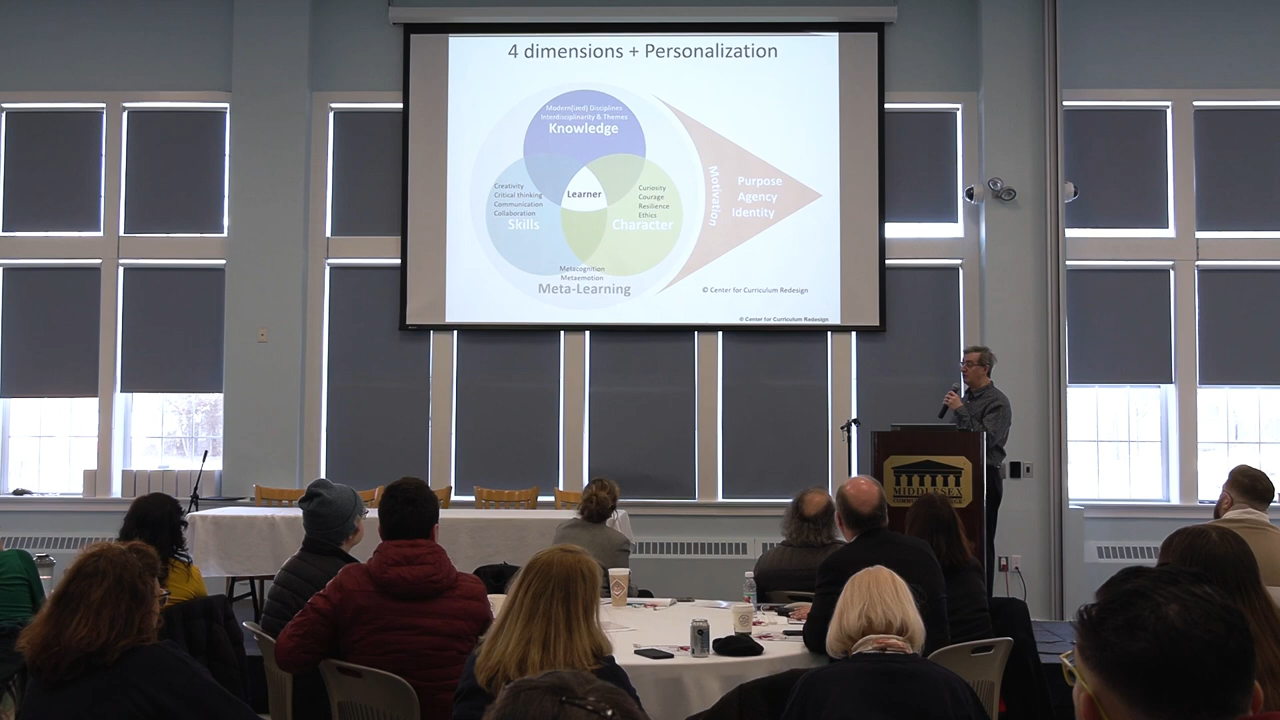 4 dimensions + Personalization
Modern(ized) Disciplines
Interdisciplinarity & Themes
Knowledge
Creativity
Critical thinking
Communication
Collaboration
Skills
Learner
Curiosity
Courage
Resilience
Ethics
Character
Metacognition
Metaemotion
Meta-Learning
Motivation
Purpose
Agency
Identity
© Center for Curriculum Redesign
© Center for Curriculum Redesign
MIDDLESEX